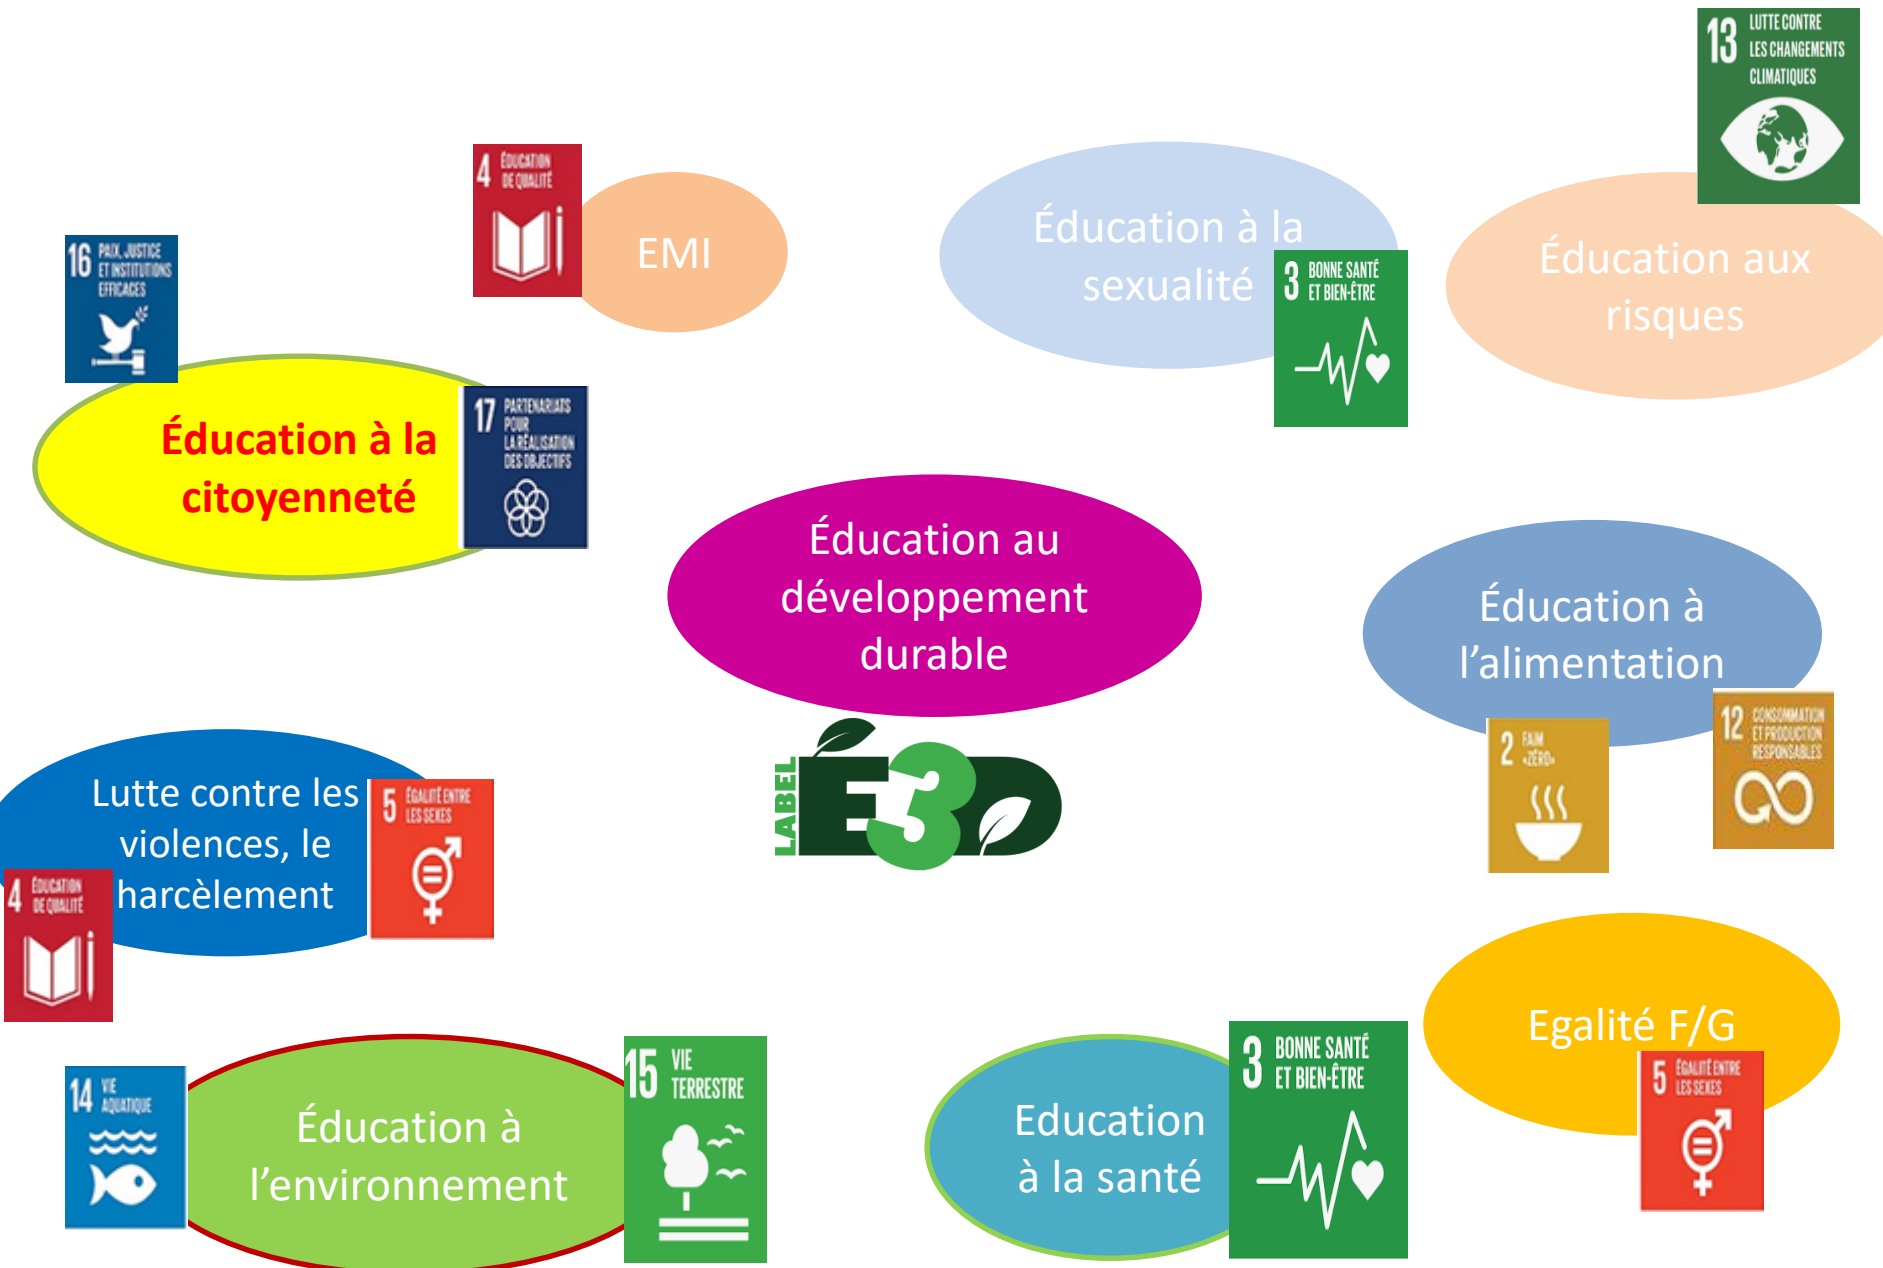 13 LUTTE CONTRE
LES CHANGEMENTS
CLIMATIQUES
4 ÉDUCATION
DE QUALITÉ
EMI
Éducation à la
sexualité
3 BONNE SANTÉ
ET BIEN-ÊTRE
Éducation aux
risques
16 PAIX, JUSTICE
ET INSTITUTIONS
EFFICACES
Éducation à la
citoyenneté
17 PARTENARIATS
POUR
LA RÉALISATION
DES OBJECTIFS
Éducation au
développement
durable
Éducation à
l’alimentation
2 FAIM
«ZÉRO»
12 CONSOMMATION
ET PRODUCTION
RESPONSABLES
LABEL
É3D
Lutte contre les
violences, le
harcèlement
5 ÉGALITÉ ENTRE
LES SEXES
4 ÉDUCATION
DE QUALITÉ
Egalité F/G
5 ÉGALITÉ ENTRE
LES SEXES
14 VIE
AQUATIQUE
Éducation à
l’environnement
15 VIE
TERRESTRE
Education
à la santé
3 BONNE SANTÉ
ET BIEN-ÊTRE